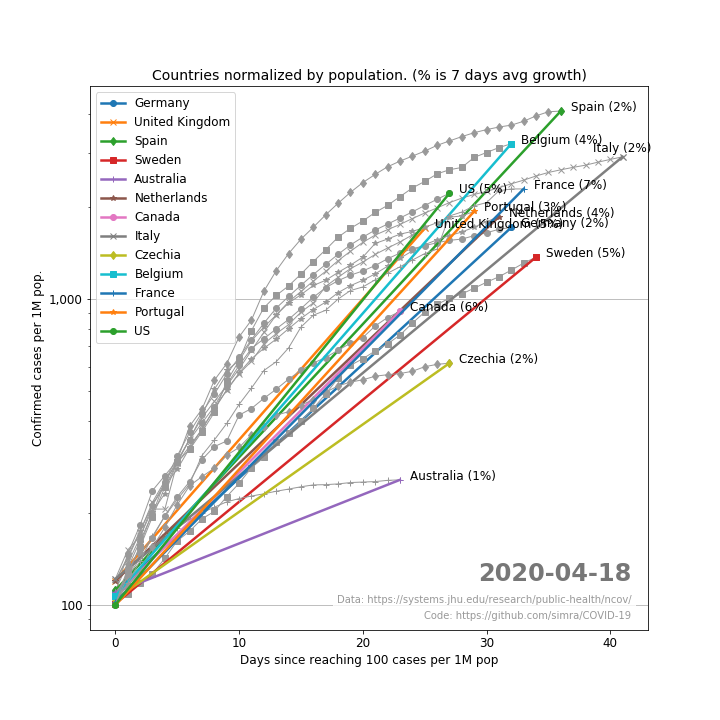 Countries normalized by population. (% is 7 days avg growth)
Germany
United Kingdom
Spain
Sweden
Australia
Netherlands
Canada
Italy
Czechia
Belgium
France
Portugal
US
Spain (2%)
Belgium (4%)
Italy (2%)
France (7%)
US (5%)
Portugal (3%)
Netherlands (4%)
United Kingdom
Germany (2%)
Sweden (5%)
Canada (6%)
Czechia (2%)
Australia (1%)
1,000
100
Confirmed cases per 1M pop.
2020-04-18
Data: https://systems.jhu.edu/research/public-health/ncov/
Code: https://github.com/simra/COVID-19
0 10 20 30 40
Days since reaching 100 cases per 1M pop